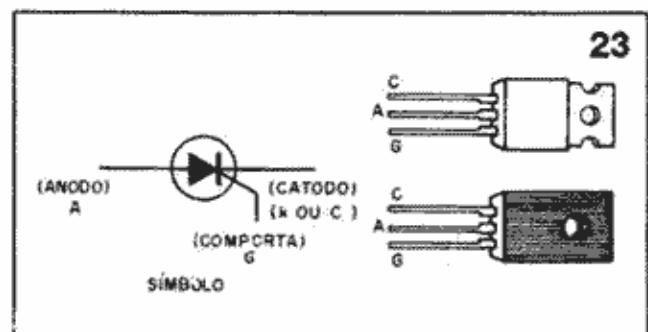 23
(ANODO)
A
(CATODO)
(k OU C)
(COMPORTA)
G
SÍMBOLO
C
A
G
C
A
G